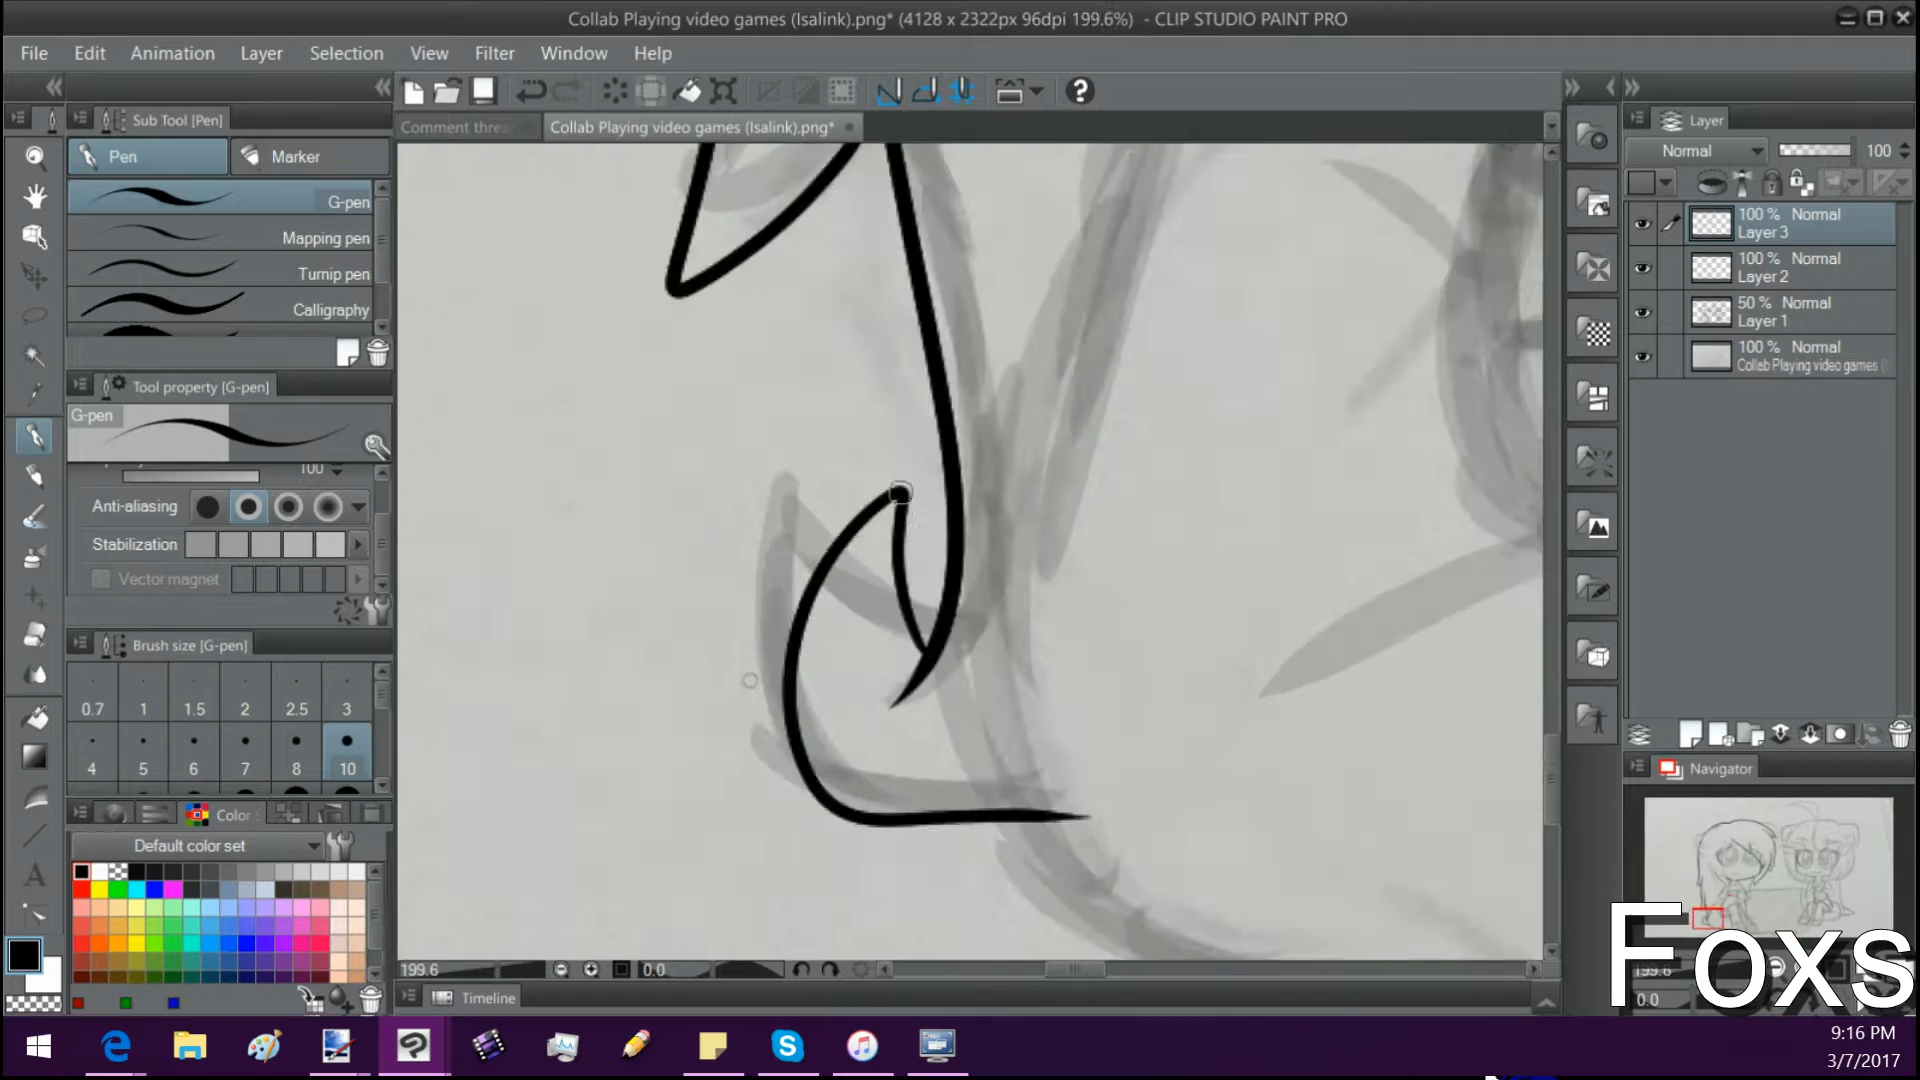 Collab Playing video games (Isalink).png* (4128 x 2322px 96dpi 199.6%) - CLIP STUDIO PAINT PRO
File Edit Animation Layer Selection View Filter Window Help
Sub Tool [Pen]
Pen Marker
G-pen
Mapping pen
Turnip pen
Calligraphy
Tool property [G-pen]
G-pen
100
Anti-aliasing
Stabilization
Vector magnet
Brush size [G-pen]
0.7 1 1.5 2 2.5 3
4 5 6 7 8 10
Color
Default color set
Comment threa
Collab Playing video games (Isalink).png*
199.6 0.0
Timeline
Layer
Normal 100
100 % Normal
Layer 3
100 % Normal
Layer 2
50 % Normal
Layer 1
100 % Normal
Collab Playing video games (
Navigator
Foxs
199.6
0.0
9:16 PM
3/7/2017